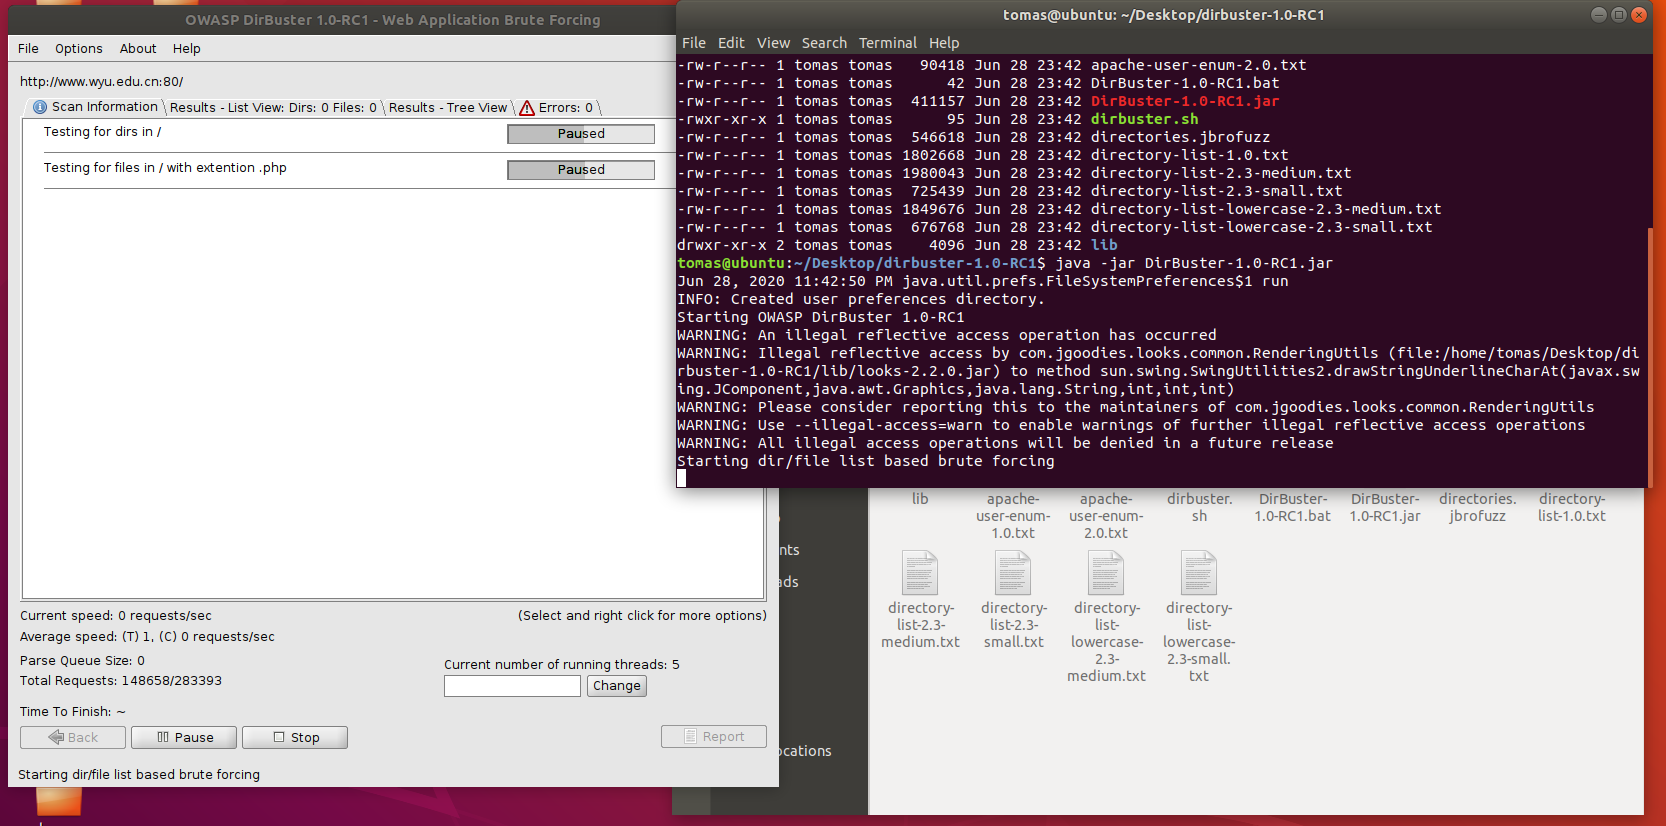 OWASP DirBuster 1.0-RC1 - Web Application Brute Forcing
File Options About Help
http://www.wyu.edu.cn:80/
Scan Information Results - List View: Dirs: 0 Files: 0 Results - Tree View Errors: 0
Testing for dirs in / Paused
Testing for files in / with extention .php Paused
Current speed: 0 requests/sec (Select and right click for more options)
Average speed: (T) 1, (C) 0 requests/sec
Parse Queue Size: 0
Current number of running threads: 5
Total Requests: 148658/283393
Change
Time To Finish: ~
Back Pause Stop Report
Starting dir/file list based brute forcing
tomas@ubuntu: ~/Desktop/dirbuster-1.0-RC1
File Edit View Search Terminal Help
-rw-r--r-- 1 tomas tomas 90418 Jun 28 23:42 apache-user-enum-2.0.txt
-rw-r--r-- 1 tomas tomas 42 Jun 28 23:42 DirBuster-1.0-RC1.bat
-rw-r--r-- 1 tomas tomas 411157 Jun 28 23:42 DirBuster-1.0-RC1.jar
-rwxr-xr-x 1 tomas tomas 95 Jun 28 23:42 dirbuster.sh
-rw-r--r-- 1 tomas tomas 546618 Jun 28 23:42 directories.jbrofuzz
-rw-r--r-- 1 tomas tomas 1802668 Jun 28 23:42 directory-list-1.0.txt
-rw-r--r-- 1 tomas tomas 1980043 Jun 28 23:42 directory-list-2.3-medium.txt
-rw-r--r-- 1 tomas tomas 725439 Jun 28 23:42 directory-list-2.3-small.txt
-rw-r--r-- 1 tomas tomas 1849676 Jun 28 23:42 directory-list-lowercase-2.3-medium.txt
-rw-r--r-- 1 tomas tomas 676768 Jun 28 23:42 directory-list-lowercase-2.3-small.txt
drwxr-xr-x 2 tomas tomas 4096 Jun 28 23:42 lib
tomas@ubuntu:~/Desktop/dirbuster-1.0-RC1$ java -jar DirBuster-1.0-RC1.jar
Jun 28, 2020 11:42:50 PM java.util.prefs.FileSystemPreferences$1 run
INFO: Created user preferences directory.
Starting OWASP DirBuster 1.0-RC1
WARNING: An illegal reflective access operation has occurred
WARNING: Illegal reflective access by com.jgoodies.looks.common.RenderingUtils (file:/home/tomas/Desktop/di
rbuster-1.0-RC1/lib/looks-2.2.0.jar) to method sun.swing.SwingUtilities2.drawStringUnderlineCharAt(javax.sw
ing.JComponent,java.awt.Graphics,java.lang.String,int,int,int)
WARNING: Please consider reporting this to the maintainers of com.jgoodies.looks.common.RenderingUtils
WARNING: Use --illegal-access=warn to enable warnings of further illegal reflective access operations
WARNING: All illegal access operations will be denied in a future release
Starting dir/file list based brute forcing
lib apache- apache- dirbuster. DirBuster- DirBuster- directories. directory-
user-enum- user-enum- sh 1.0-RC1.bat 1.0-RC1.jar jbrofuzz list-1.0.txt
1.0.txt 2.0.txt
nts
ads
directory- directory- directory- directory-
list-2.3- list-2.3- list- list-
medium.txt small.txt lowercase- lowercase-
2.3- 2.3-small.
medium.txt txt
ocations